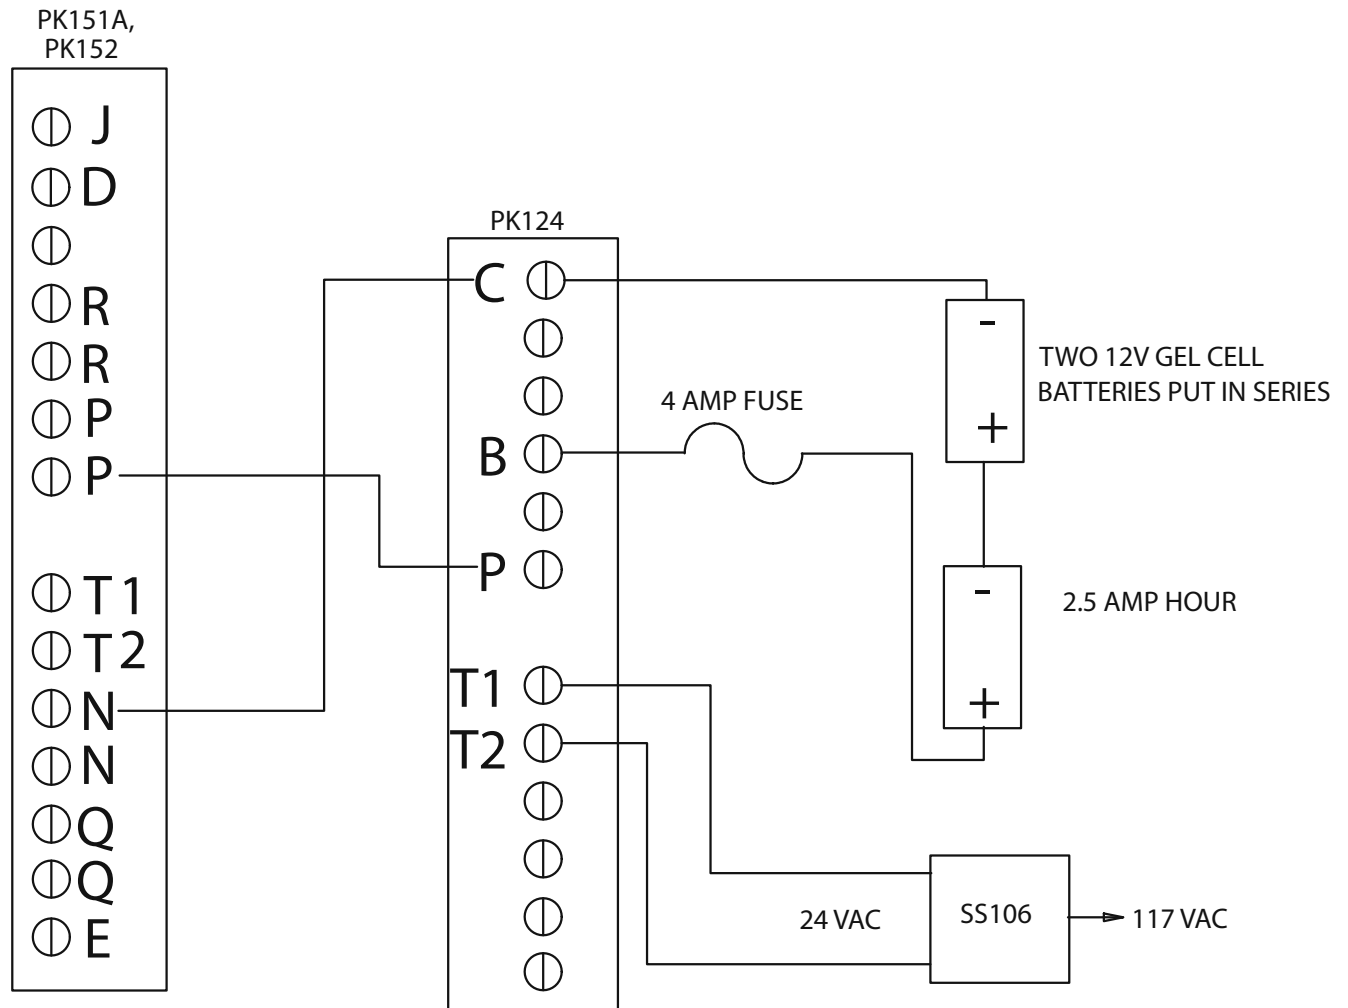 PK151A,
PK152
J
D
R
R
P
P
T1
T2
N
N
Q
Q
E
PK124
C
B
P
T1
T2
4 AMP FUSE
-
+
TWO 12V GEL CELL
BATTERIES PUT IN SERIES
-
+
2.5 AMP HOUR
24 VAC
SS106
117 VAC